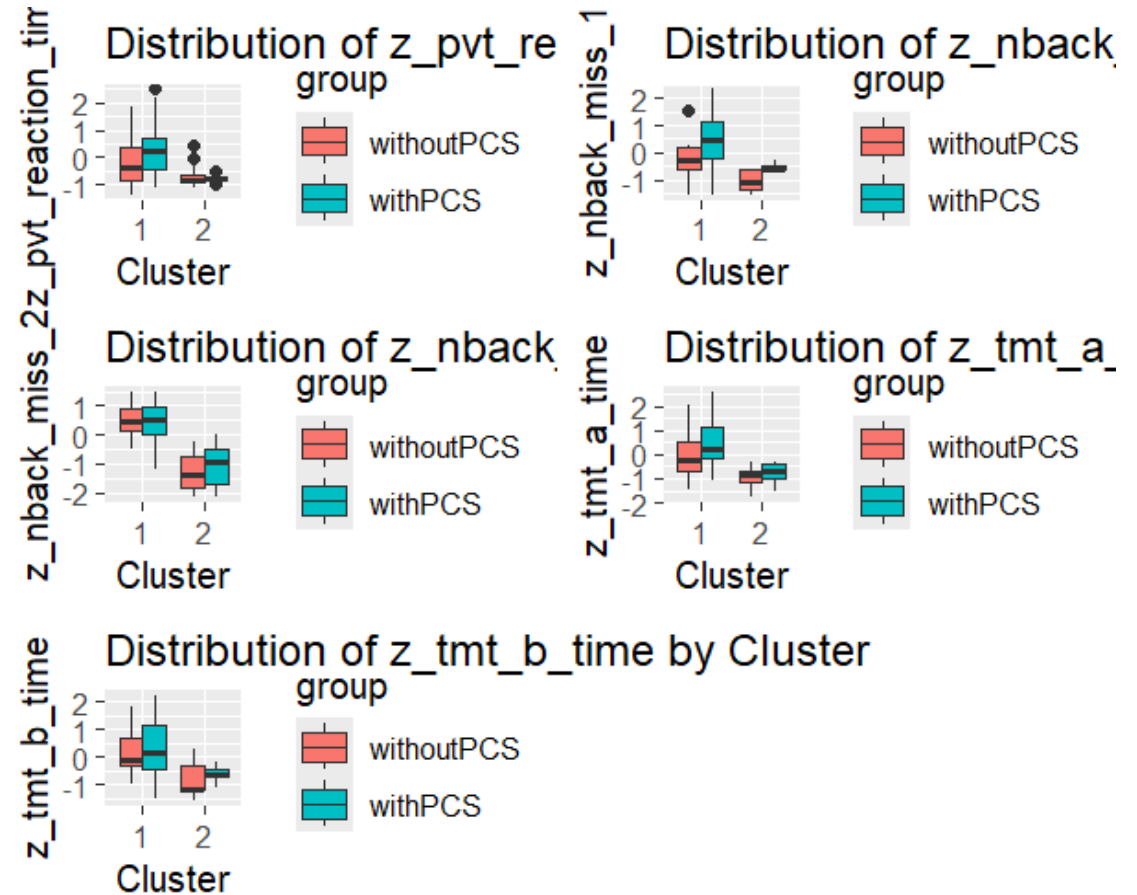 Distribution of z_pvt_re
z_pvt_reaction_tim
2
1
0
-1
1 2
Cluster
group
withoutPCS
withPCS
Distribution of z_nback_
z_nback_miss_1
2
1
0
-1
1 2
Cluster
group
withoutPCS
withPCS
Distribution of z_nback_
z_nback_miss_2
1
0
-1
-2
1 2
Cluster
group
withoutPCS
withPCS
Distribution of z_tmt_a_
z_tmt_a_time
2
1
0
-1
-2
1 2
Cluster
group
withoutPCS
withPCS
Distribution of z_tmt_b_time by Cluster
z_tmt_b_time
2
1
0
-1
1 2
Cluster
group
withoutPCS
withPCS